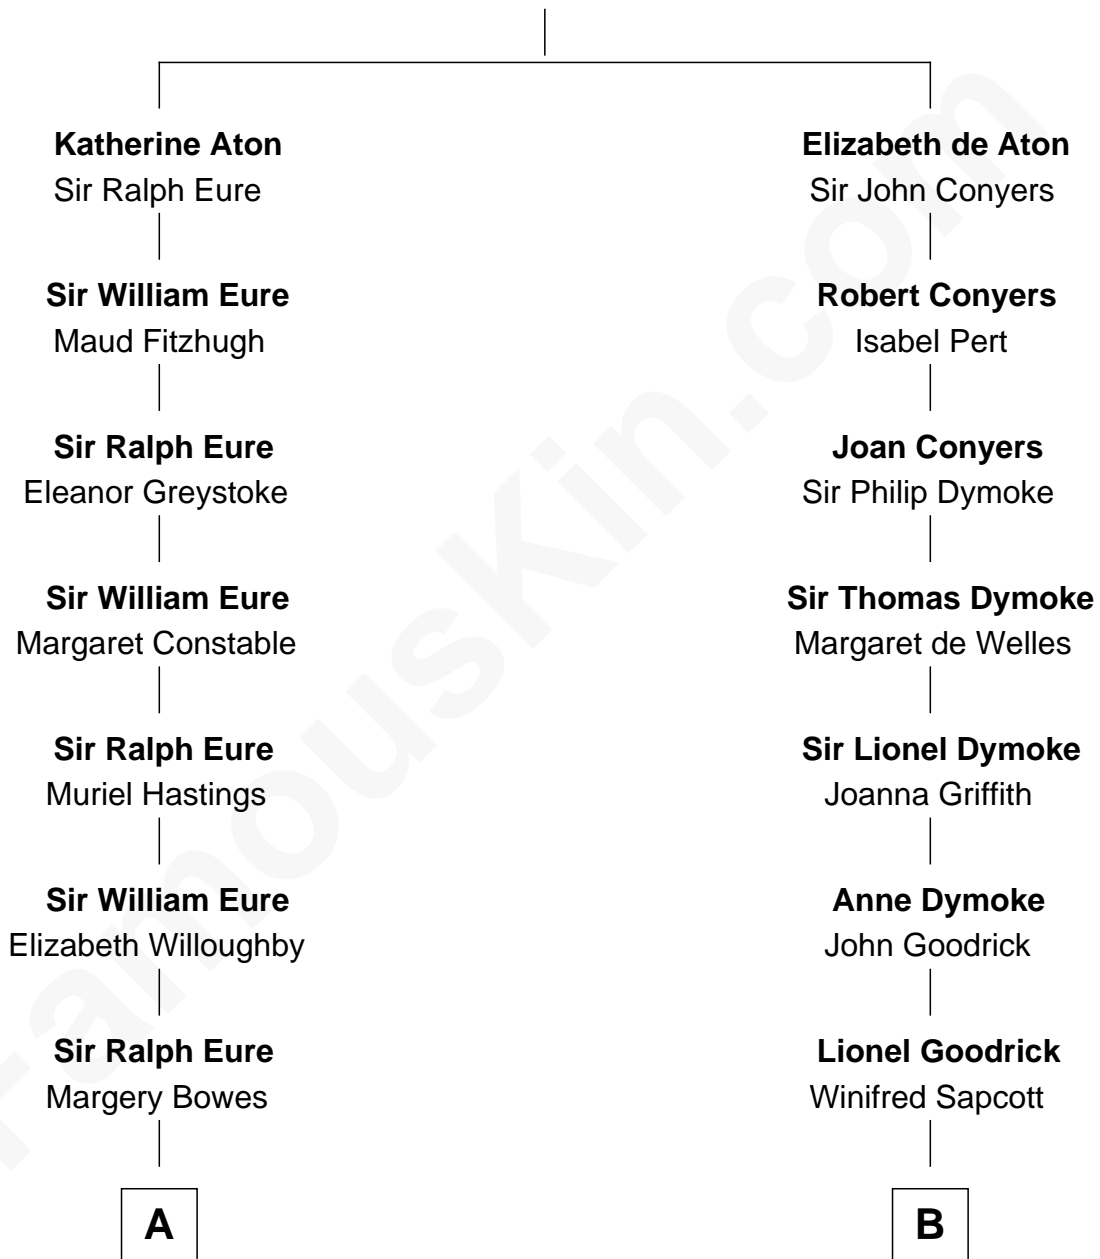 Katherine Aton
Sir Ralph Eure
Sir William Eure
Maud Fitzhugh
Sir Ralph Eure
Eleanor Greystoke
Sir William Eure
Margaret Constable
Sir Ralph Eure
Muriel Hastings
Sir William Eure
Elizabeth Willoughby
Sir Ralph Eure
Margery Bowes
A
Elizabeth de Aton
Sir John Conyers
Robert Conyers
Isabel Pert
Joan Conyers
Sir Philip Dymoke
Sir Thomas Dymoke
Margaret de Welles
Sir Lionel Dymoke
Joanna Griffith
Anne Dymoke
John Goodrick
Lionel Goodrick
Winifred Sapcott
B
FamousKin.com